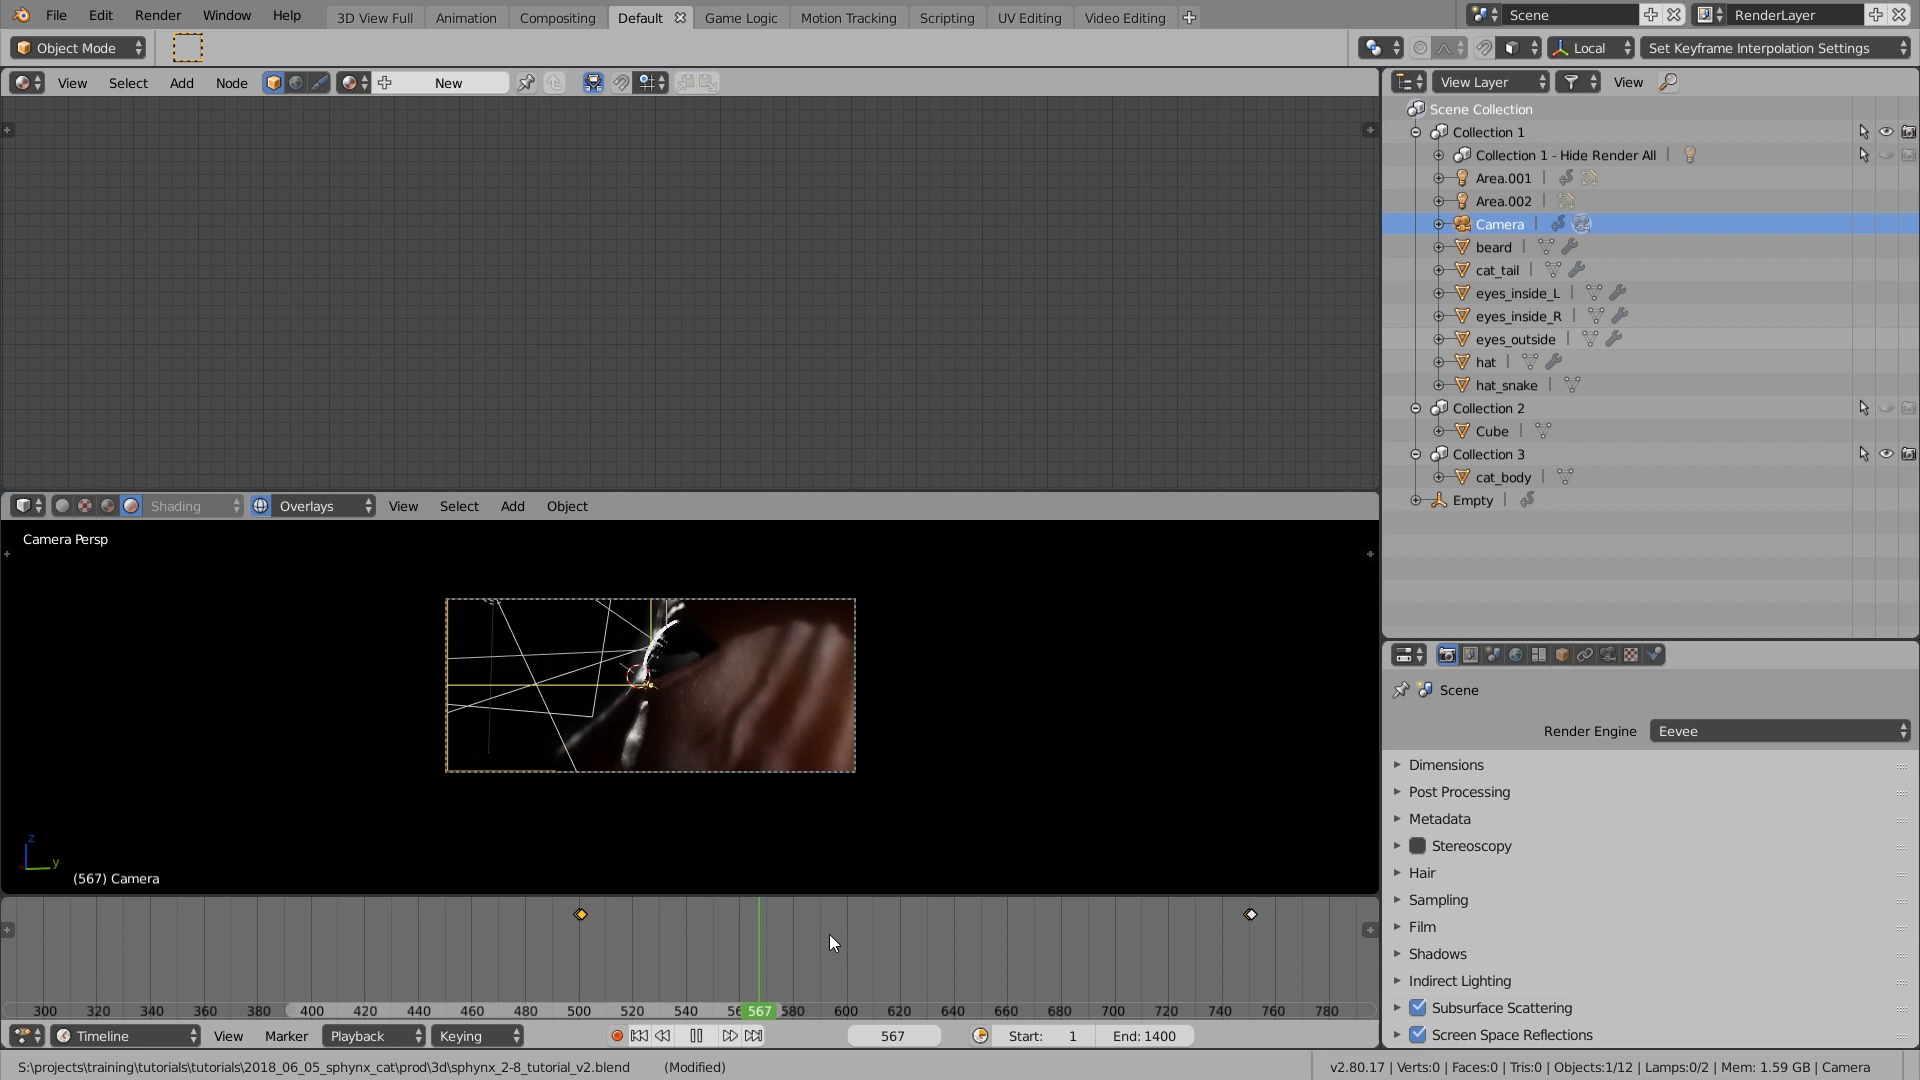 File Edit Render Window Help 3D View Full Animation Compositing Default Game Logic Motion Tracking Scripting UV Editing Video Editing Scene RenderLayer
Object Mode Local Set Keyframe Interpolation Settings
View Select Add Node New View Layer View
Scene Collection
Collection 1
Collection 1 - Hide Render All
Area.001
Area.002
Camera
beard
cat_tail
eyes_inside_L
eyes_inside_R
eyes_outside
hat
hat_snake
Collection 2
Cube
Collection 3
cat_body
Empty
Shading Overlays View Select Add Object
Camera Persp
z
y
(567) Camera
Scene
Render Engine Eevee
Dimensions
Post Processing
Metadata
Stereoscopy
Hair
Sampling
Film
Shadows
Indirect Lighting
Subsurface Scattering
Screen Space Reflections
300 320 340 360 380 400 420 440 460 480 500 520 540 56 567 580 600 620 640 660 680 700 720 740 760 780
Timeline View Marker Playback Keying 567 Start: 1 End: 1400
S:\projects\training\tutorials\tutorials\2018_06_05_sphynx_cat\prod\3d\sphynx_2-8_tutorial_v2.blend (Modified) v2.80.17 | Verts:0 | Faces:0 | Tris:0 | Objects:1/12 | Lamps:0/2 | Mem: 1.59 GB | Camera